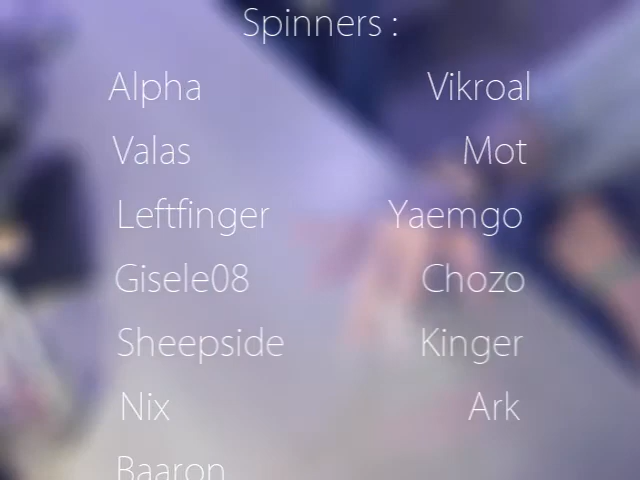 Spinners :
Alpha Vikroal
Valas Mot
Leftfinger Yaemgo
Gisele08 Chozo
Sheepside Kinger
Nix Ark
Baaron